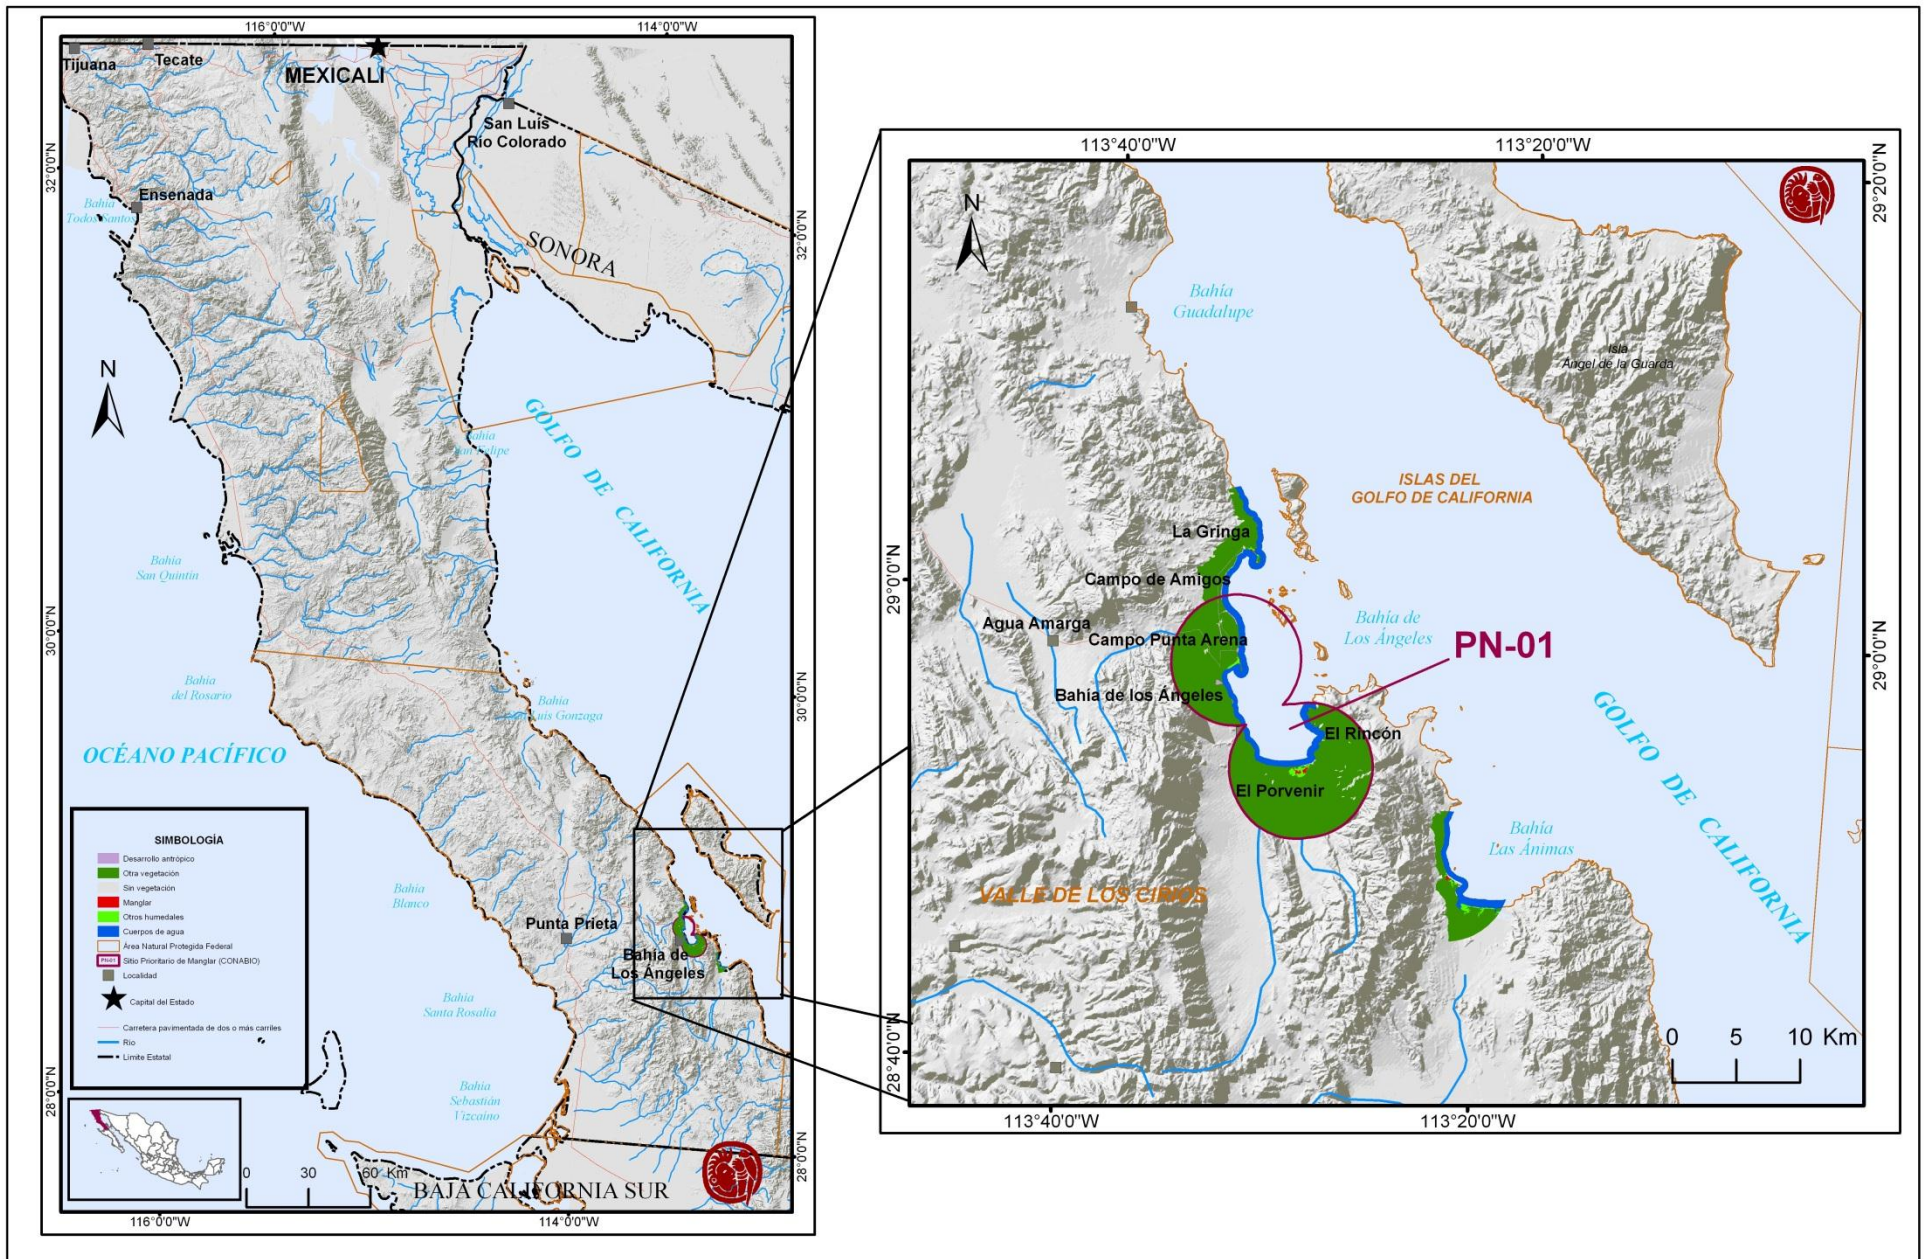 116°0'0"W
114°0'0"W
Tijuana
Tecate
MEXICALI
San Luis
Rio Colorado
32°0'0"N
32°0'0"N
Ensenada
Bahía
Todos Santos
SONORA
N
GOLFO DE CALIFORNIA
Bahía
San Felipe
Bahía
San Quintín
30°0'0"N
30°0'0"N
Bahía
del Rosario
Bahía
San Luis Gonzaga
OCÉANO PACÍFICO
Bahía
Blanco
Punta Prieta
Bahía de
Los Ángeles
Bahía
Santa Rosalía
Bahía
Sebastián
Vizcaíno
28°0'0"N
28°0'0"N
SIMBOLOGÍA
Desarrollo antrópico
Otra vegetación
Sin vegetación
Manglar
Otros humedales
Cuerpos de agua
Área Natural Protegida Federal
PN-01 Sitio Prioritario de Manglar (CONABIO)
Localidad
Capital del Estado
Carretera pavimentada de dos o más carriles
Río
Limite Estatal
0 30 60 Km
BAJA CALIFORNIA SUR
116°0'0"W
114°0'0"W
113°40'0"W
113°20'0"W
29°20'0"N
N
Bahía
Guadalupe
Isla
Ángel de la Guarda
ISLAS DEL
GOLFO DE CALIFORNIA
La Gringa
Campo de Amigos
29°0'0"N
29°0'0"N
Agua Amarga
Campo Punta Arena
Bahía de
Los Ángeles
PN-01
Bahía de los Ángeles
El Rincón
El Porvenir
GOLFO DE CALIFORNIA
Bahía
Las Ánimas
VALLE DE LOS CIRIOS
28°40'0"N
0 5 10 Km
113°40'0"W
113°20'0"W